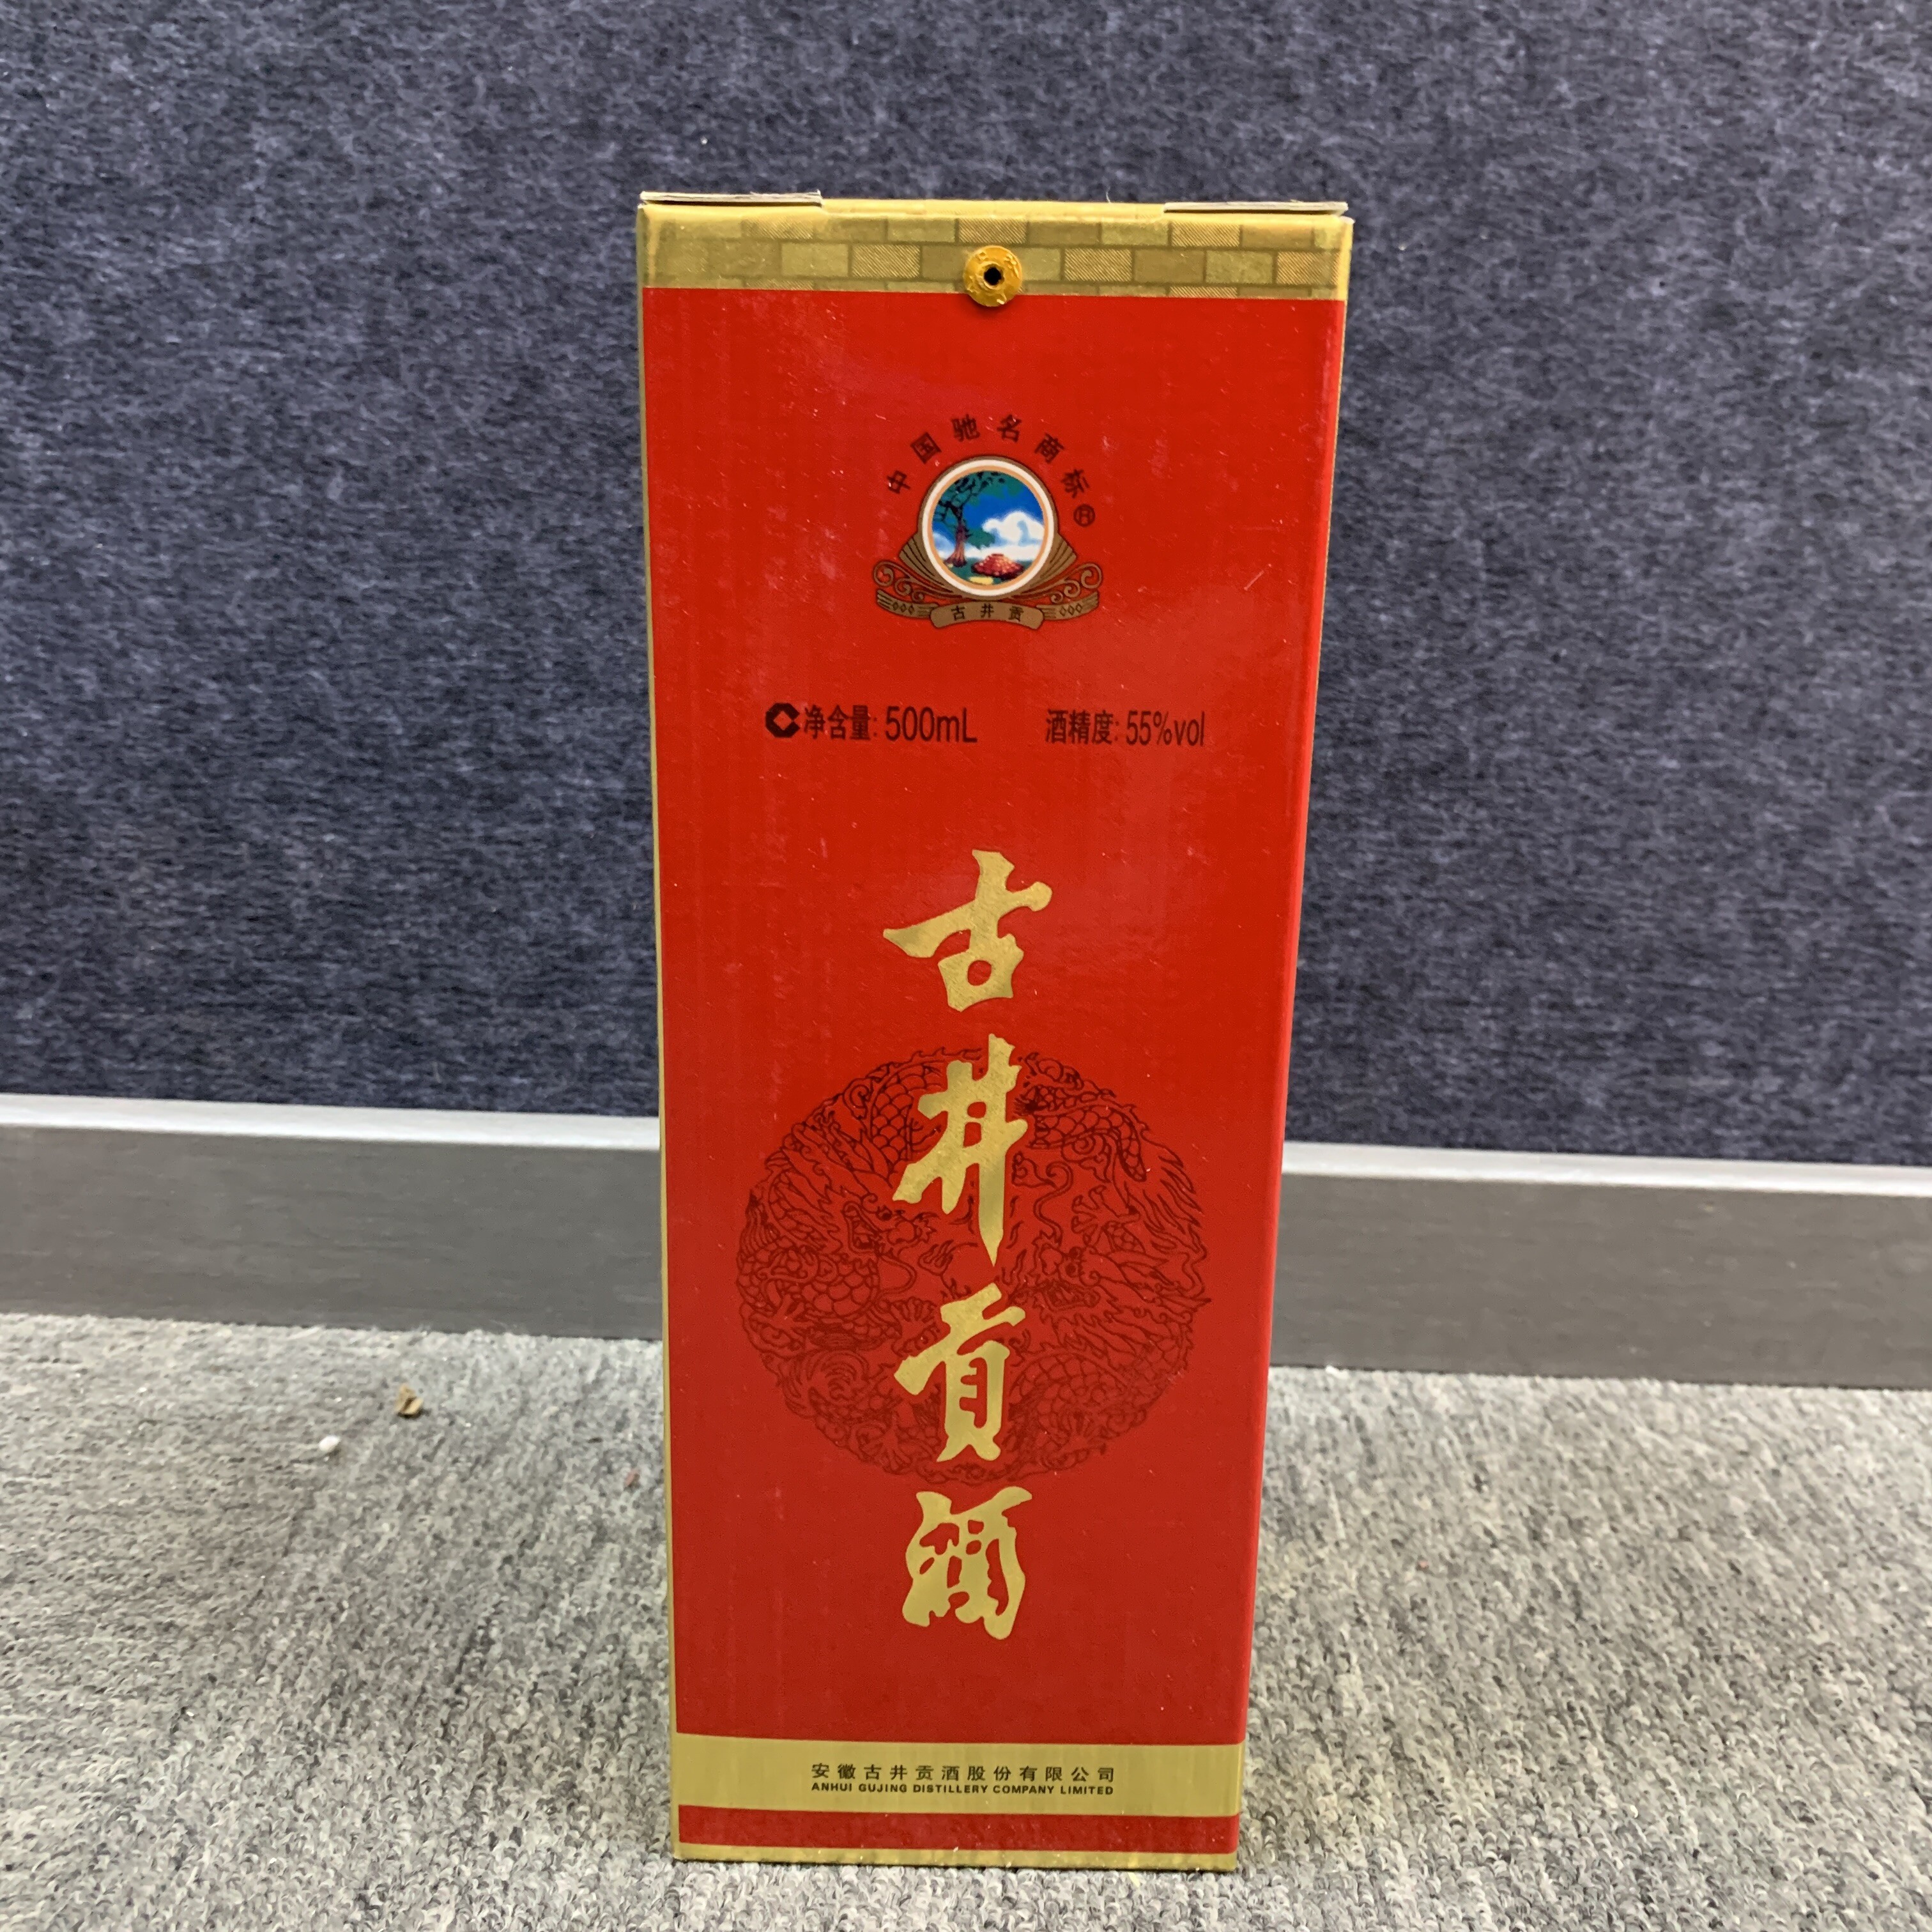 中国驰名商标®
古井贡
净含量: 500mL 酒精度: 55%vol
古井贡酒
安徽古井贡酒股份有限公司
ANHUI GUJING DISTILLERY COMPANY LIMITED